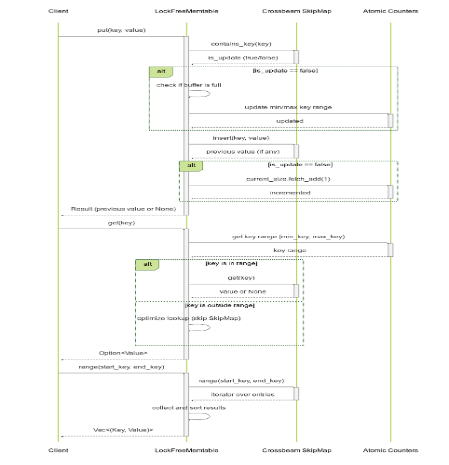 Client LockFreeMemtable Crossbeam SkipMap Atomic Counters
put(key, value)
contains_key(key)
is_update (true/false)
alt [is_update == false]
check if buffer is full
update min/max key range
updated
insert(key, value)
previous value (if any)
alt [is_update == false]
current_size.fetch_add(1)
incremented
Result (previous value or None)
get(key)
get key range (min_key, max_key)
key range
alt [key is in range]
get(key)
value or None
[key is outside range]
optimize lookup (skip SkipMap)
Option<Value>
range(start_key, end_key)
range(start_key, end_key)
iterator over entries
collect and sort results
Vec<(Key, Value)>
Client LockFreeMemtable Crossbeam SkipMap Atomic Counters